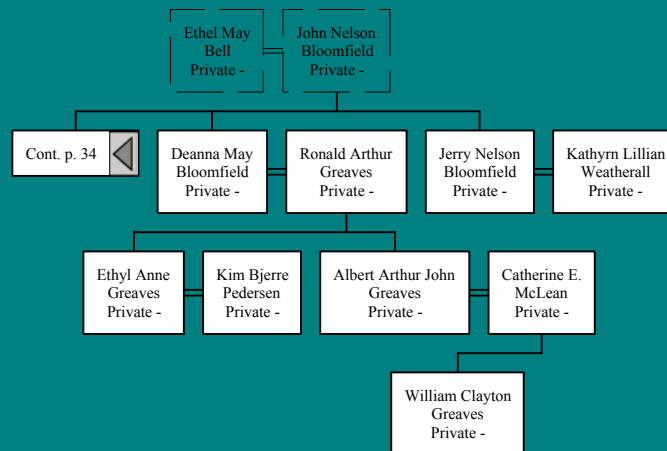 Ethel May
Bell
Private -
John Nelson
Bloomfield
Private -
Cont. p. 34
Deanna May
Bloomfield
Private -
Ronald Arthur
Greaves
Private -
Jerry Nelson
Bloomfield
Private -
Kathyrn Lillian
Weatherall
Private -
Ethyl Anne
Greaves
Private -
Kim Bjerre
Pedersen
Private -
Albert Arthur John
Greaves
Private -
Catherine E.
McLean
Private -
William Clayton
Greaves
Private -